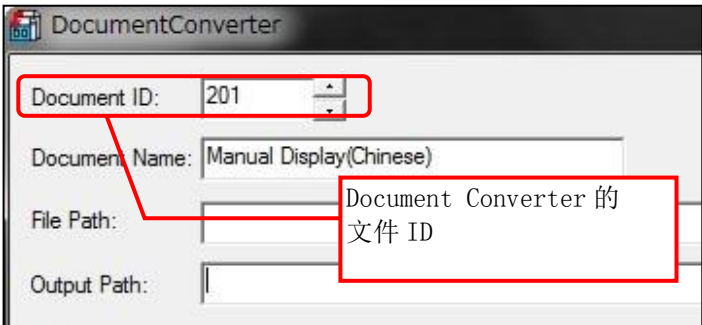 DocumentConverter
Document ID: 201
Document Name: Manual Display(Chinese)
Document Converter 的
文件 ID
File Path:
Output Path: